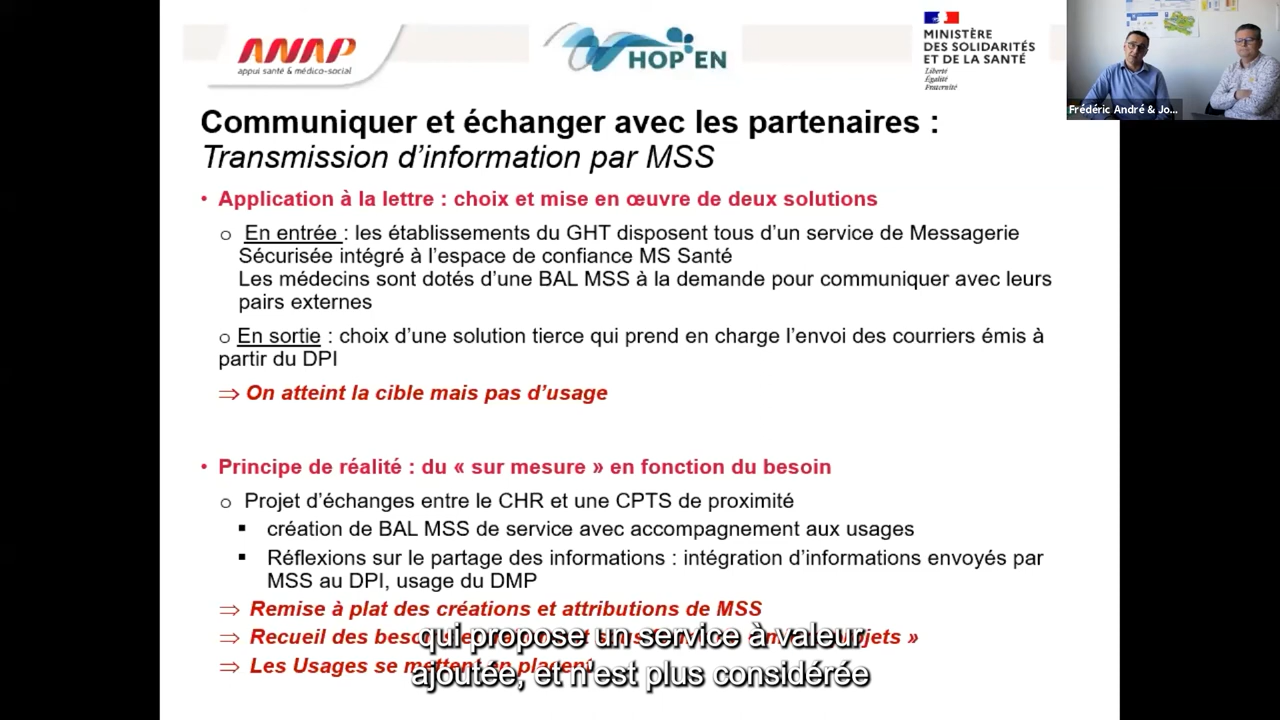 ANAP
appui santé & médico-social
HOP'EN
MINISTÈRE
DES SOLIDARITÉS
ET DE LA SANTÉ
Liberté
Égalité
Fraternité
Frédéric André & Jo...
Communiquer et échanger avec les partenaires :
Transmission d'information par MSS
• Application à la lettre : choix et mise en œuvre de deux solutions
o En entrée : les établissements du GHT disposent tous d'un service de Messagerie
Sécurisée intégré à l'espace de confiance MS Santé
Les médecins sont dotés d'une BAL MSS à la demande pour communiquer avec leurs
pairs externes
o En sortie : choix d'une solution tierce qui prend en charge l'envoi des courriers émis à
partir du DPI
⇒ On atteint la cible mais pas d'usage
• Principe de réalité : du « sur mesure » en fonction du besoin
o Projet d'échanges entre le CHR et une CPTS de proximité
▪ création de BAL MSS de service avec accompagnement aux usages
▪ Réflexions sur le partage des informations : intégration d'informations envoyés par
MSS au DPI, usage du DMP
⇒ Remise à plat des créations et attributions de MSS
⇒ Recueil des
⇒ Les Usages se
qui propose un service à valeur
ajoutée, et n'est plus considérée